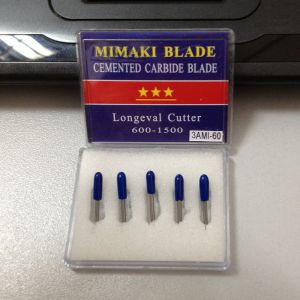 MIMAKI BLADE
CEMENTED CARBIDE BLADE
Longeval Cutter
600-1500
3AMI-60